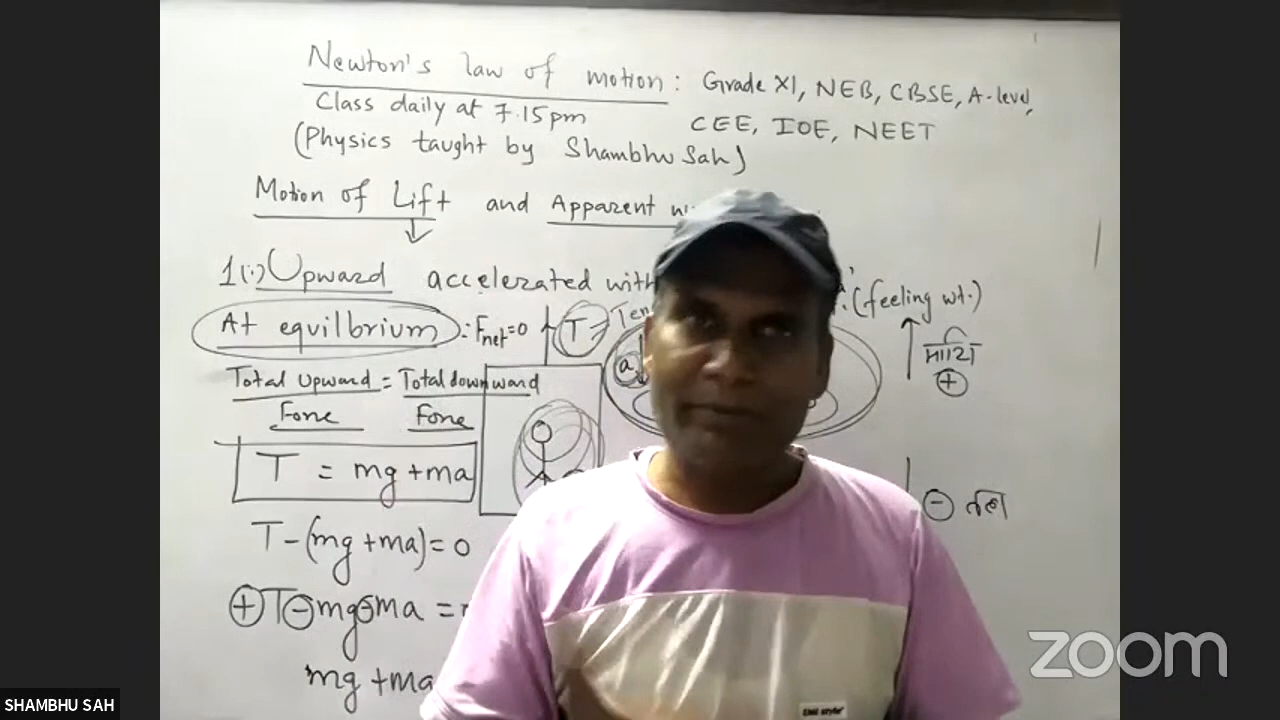 Newton's law of motion: Grade XI, NEB, CBSE, A-level,
Class daily at 7.15pm CEE, IOE, NEET
(Physics taught by Shambhu Sah)
Motion of Lift and Apparent
1(i) Upward accelerated with
(feeling wt.)
At equilbrium ∴ Fnet=0 T
Total upward = Total downward
Force Force
a
माथि
+
T = mg+ma
- तल
T-(mg+ma)=0
+T-mg-ma =
mg+ma
zoom
SHAMBHU SAH